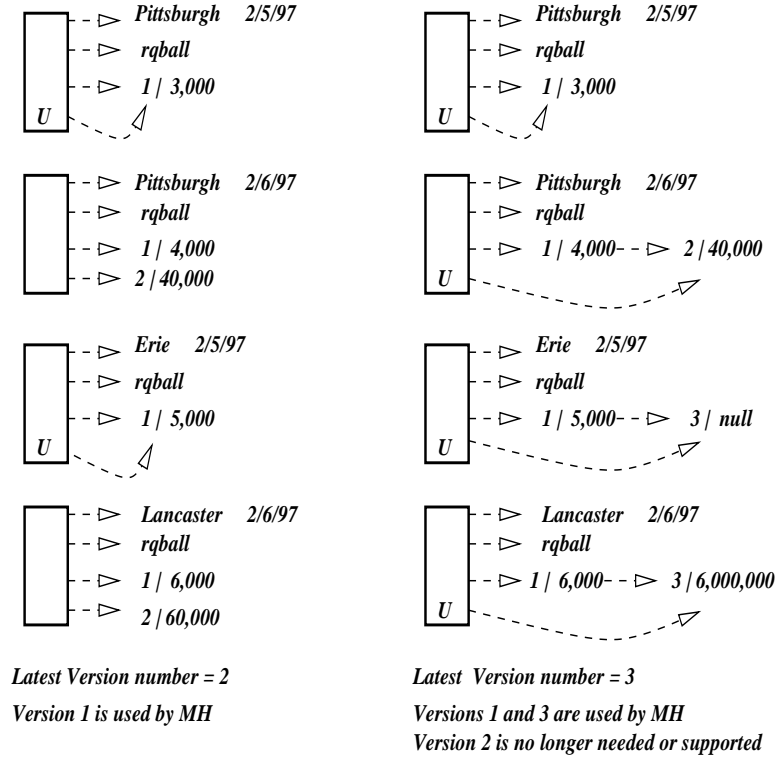 Pittsburgh 2/5/97
rqball
1 / 3,000
U
Pittsburgh 2/6/97
rqball
1 / 4,000
2 / 40,000
Erie 2/5/97
rqball
1 / 5,000
U
Lancaster 2/6/97
rqball
1 / 6,000
2 / 60,000
Latest Version number = 2
Version 1 is used by MH
Pittsburgh 2/5/97
rqball
1 / 3,000
U
Pittsburgh 2/6/97
rqball
1 / 4,000 2 / 40,000
U
Erie 2/5/97
rqball
1 / 5,000 3 / null
U
Lancaster 2/6/97
rqball
1 / 6,000 3 / 6,000,000
U
Latest Version number = 3
Versions 1 and 3 are used by MH
Version 2 is no longer needed or supported